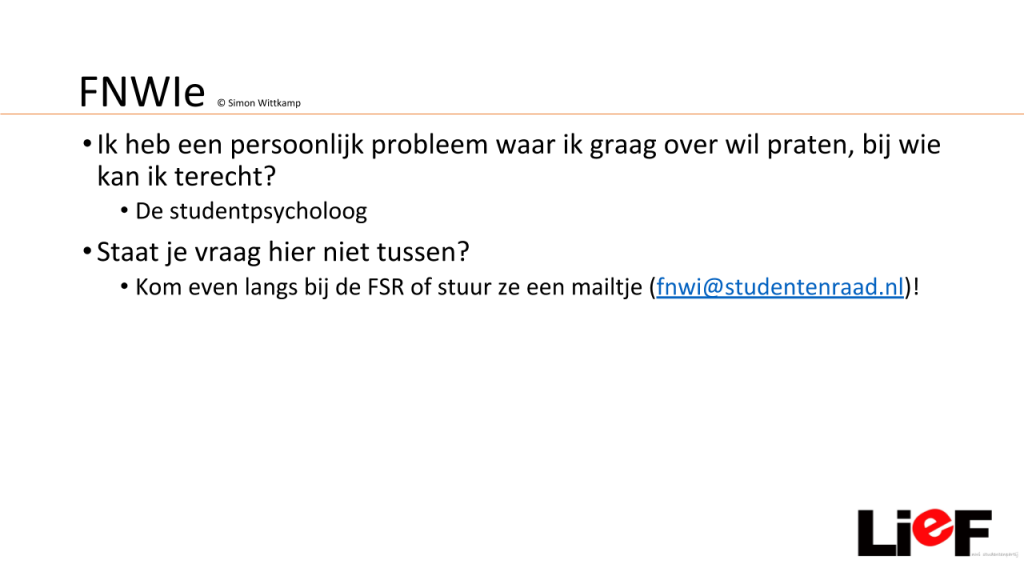 FNWIe © Simon Wittkamp
• Ik heb een persoonlijk probleem waar ik graag over wil praten, bij wie
kan ik terecht?
• De studentpsycholoog
• Staat je vraag hier niet tussen?
• Kom even langs bij de FSR of stuur ze een mailtje (fnwi@studentenraad.nl)!
LieF